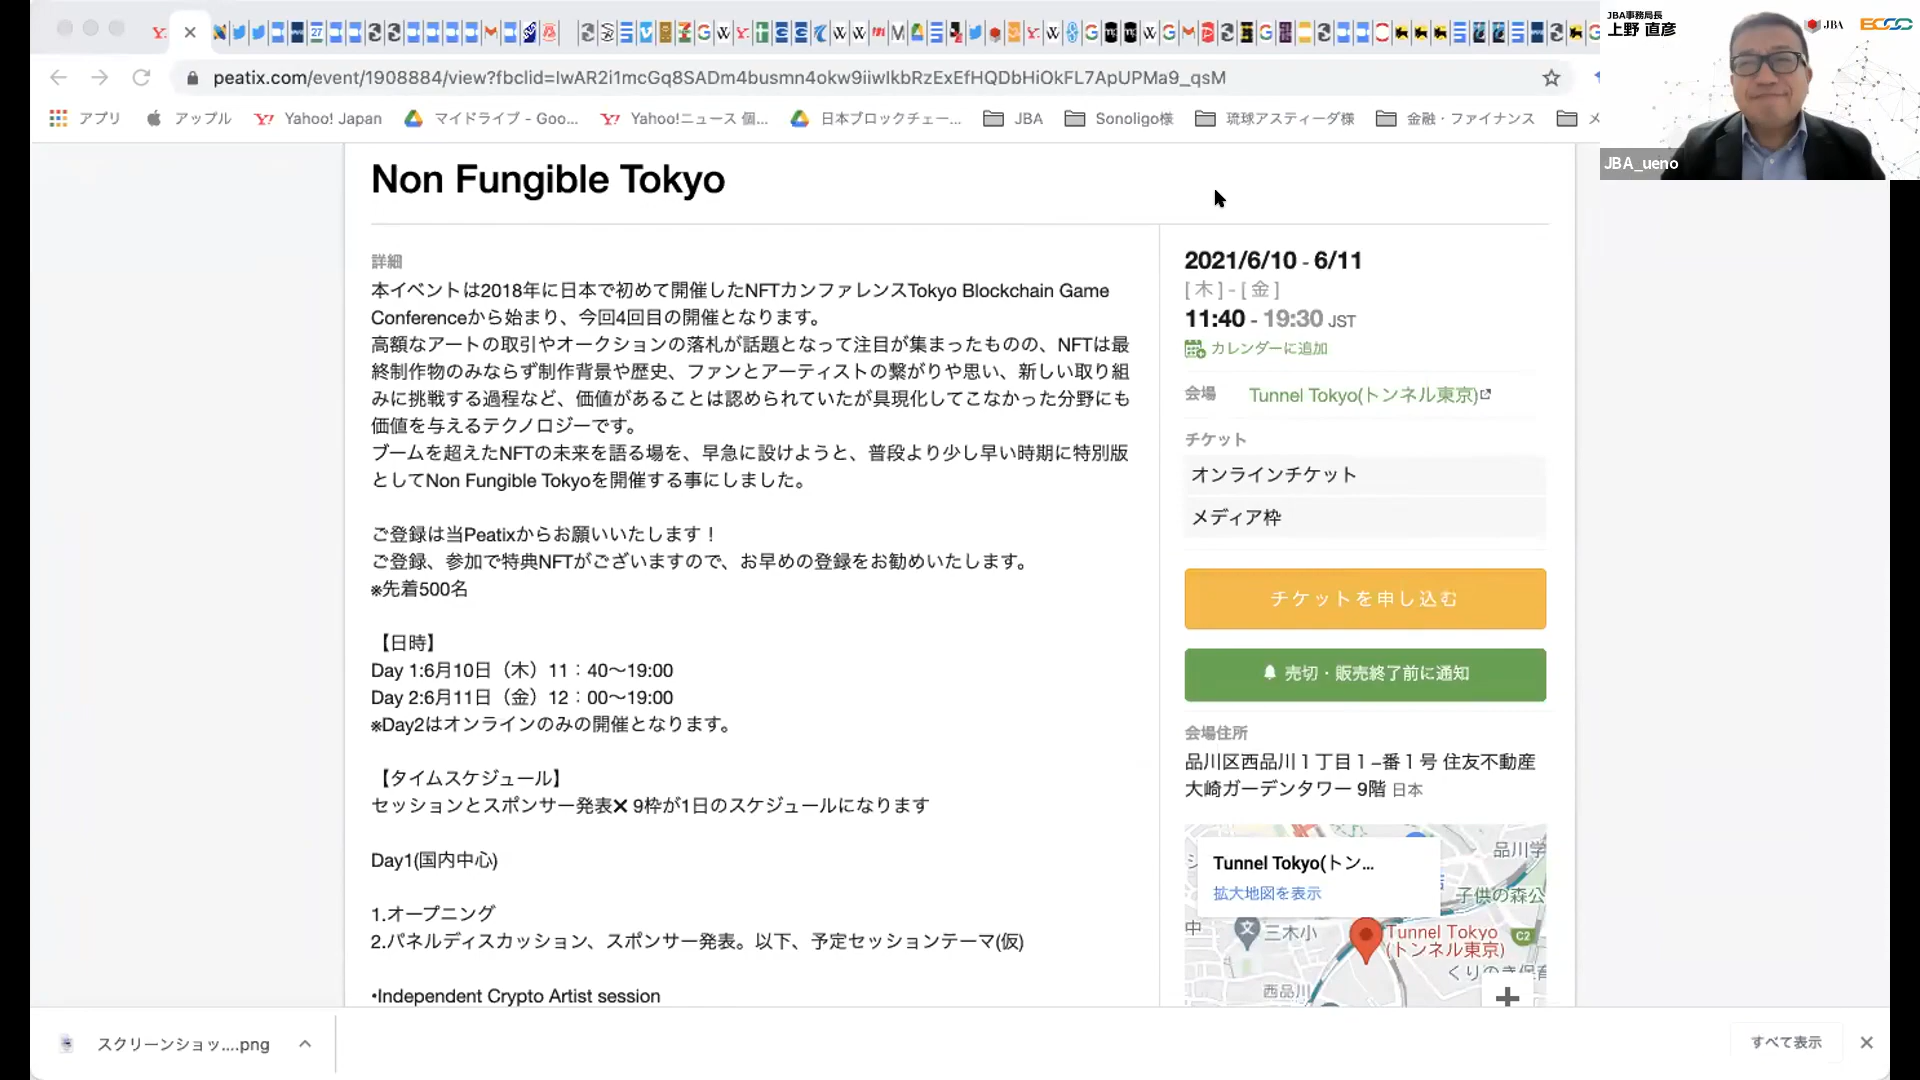 peatix.com/event/1908884/view?fbclid=IwAR2i1mcGq8SADm4busmn4okw9iiwIkbRzExEfHQDbHiOkFL7ApUPMa9_qsM
アプリ
アップル
Yahoo! Japan
マイドライブ - Goo...
Yahoo!ニュース 個...
日本ブロックチェー...
JBA
Sonoligo様
琉球アスティーダ様
金融・ファイナンス
JBA事務局長
上野 直彦
JBA
JBA_ueno
Non Fungible Tokyo
詳細
本イベントは2018年に日本で初めて開催したNFTカンファレンスTokyo Blockchain Game
Conferenceから始まり、今回4回目の開催となります。
高額なアートの取引やオークションの落札が話題となって注目が集まったものの、NFTは最
終制作物のみならず制作背景や歴史、ファンとアーティストの繋がりや思い、新しい取り組
みに挑戦する過程など、価値があることは認められていたが具現化してこなかった分野にも
価値を与えるテクノロジーです。
ブームを超えたNFTの未来を語る場を、早急に設けようと、普段より少し早い時期に特別版
としてNon Fungible Tokyoを開催する事にしました。
ご登録は当Peatixからお願いいたします！
ご登録、参加で特典NFTがございますので、お早めの登録をお勧めいたします。
※先着500名
【日時】
Day 1:6月10日（木）11：40〜19:00
Day 2:6月11日（金）12：00〜19:00
※Day2はオンラインのみの開催となります。
【タイムスケジュール】
セッションとスポンサー発表✖ 9枠が1日のスケジュールになります
Day1(国内中心)
1.オープニング
2.パネルディスカッション、スポンサー発表。以下、予定セッションテーマ(仮)
•Independent Crypto Artist session
2021/6/10 - 6/11
[ 木 ] - [ 金 ]
11:40 - 19:30 JST
カレンダーに追加
会場 Tunnel Tokyo(トンネル東京)
チケット
オンラインチケット
メディア枠
チケットを申し込む
売切・販売終了前に通知
会場住所
品川区西品川１丁目１−番１号 住友不動産
大崎ガーデンタワー 9階 日本
Tunnel Tokyo(トン...
拡大地図を表示
品川学
子供の森公
中
三木小
Tunnel Tokyo
(トンネル東京)
C2
西品川
スクリーンショッ....png
すべて表示